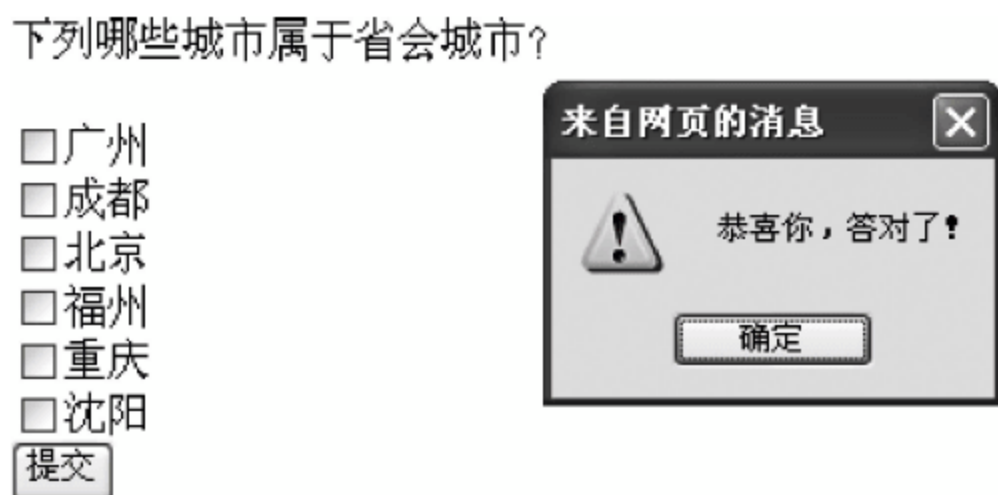 下列哪些城市属于省会城市?
广州
成都
北京
福州
重庆
沈阳
提交
来自网页的消息
恭喜你，答对了!
确定